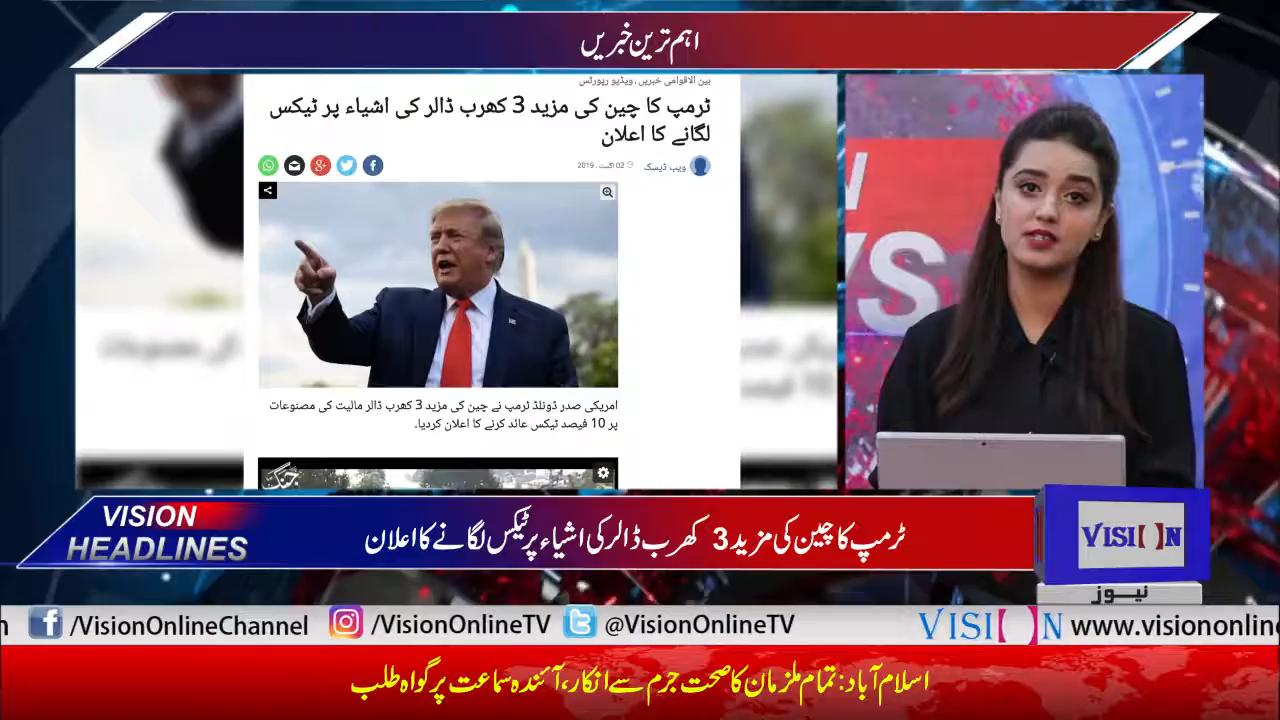 اہم ترین خبریں
بین الاقوامی خبریں ، ویڈیو رپورٹس
ٹرمپ کا چین کی مزید 3 کھرب ڈالر کی اشیاء پر ٹیکس
لگانے کا اعلان
ویب ڈیسک 02 اگست ، 2019
امریکی صدر ڈونلڈ ٹرمپ نے چین کی مزید 3 کھرب ڈالر مالیت کی مصنوعات
پر 10 فیصد ٹیکس عائد کرنے کا اعلان کردیا۔
جنگ
VISION
HEADLINES
ٹرمپ کا چین کی مزید 3 کھرب ڈالر کی اشیاء پر ٹیکس لگانے کا اعلان
VISION
نیوز
/VisionOnlineChannel /VisionOnlineTV @VisionOnlineTV VISION www.visiononline
اسلام آباد: تمام ملزمان کا صحت جرم سے انکار، آئندہ سماعت پر گواہ طلب